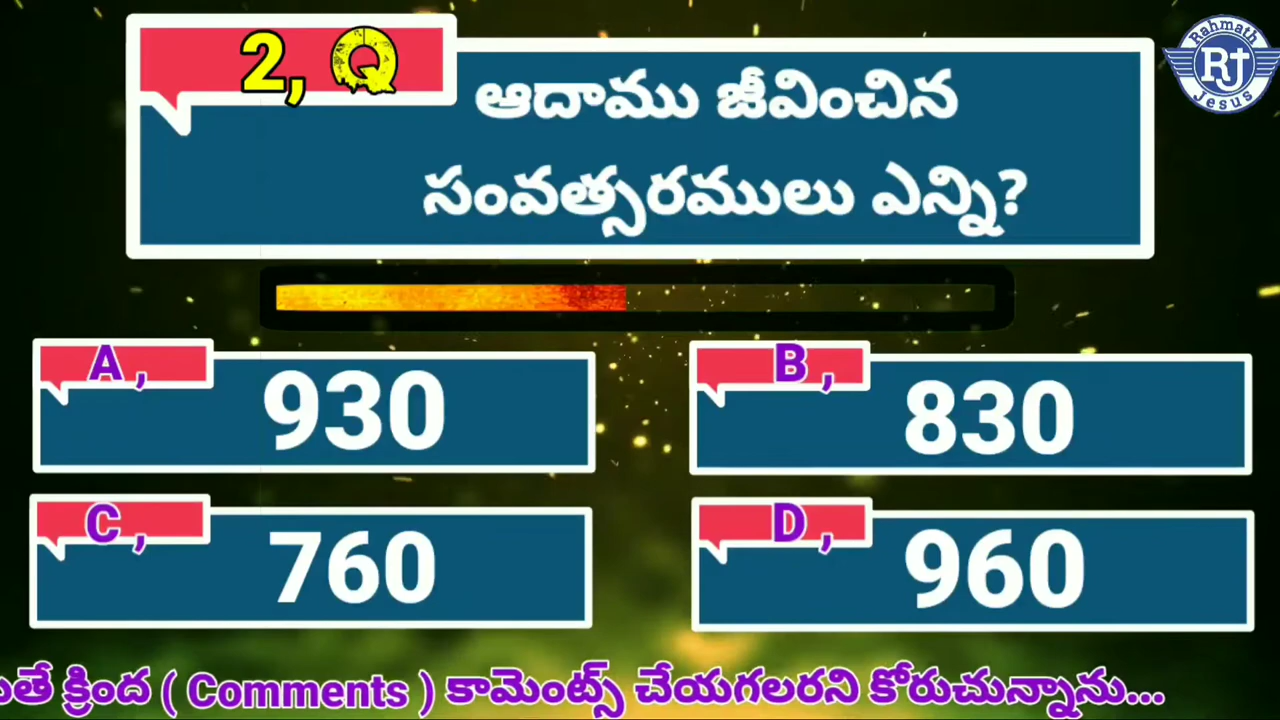 2, Q
ఆదాము జీవించిన
సంవత్సరములు ఎన్ని?
Rahmath
RJ
Jesus
A ,
930
B ,
830
C ,
760
D ,
960
క్రింద ( Comments ) కామెంట్స్ చేయగలరని కోరుచున్నాను...